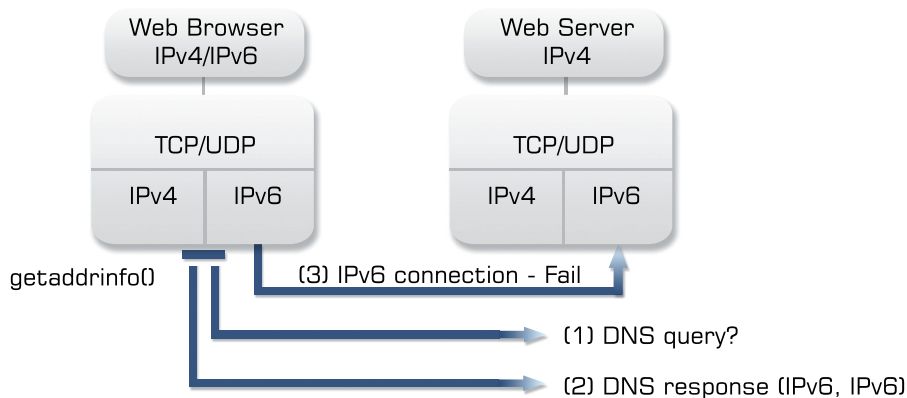 Web Browser
IPv4/IPv6
Web Server
IPv4
TCP/UDP
IPv4
IPv6
TCP/UDP
IPv4
IPv6
getaddrinfo()
(3) IPv6 connection - Fail
(1) DNS query?
(2) DNS response (IPv6, IPv6)